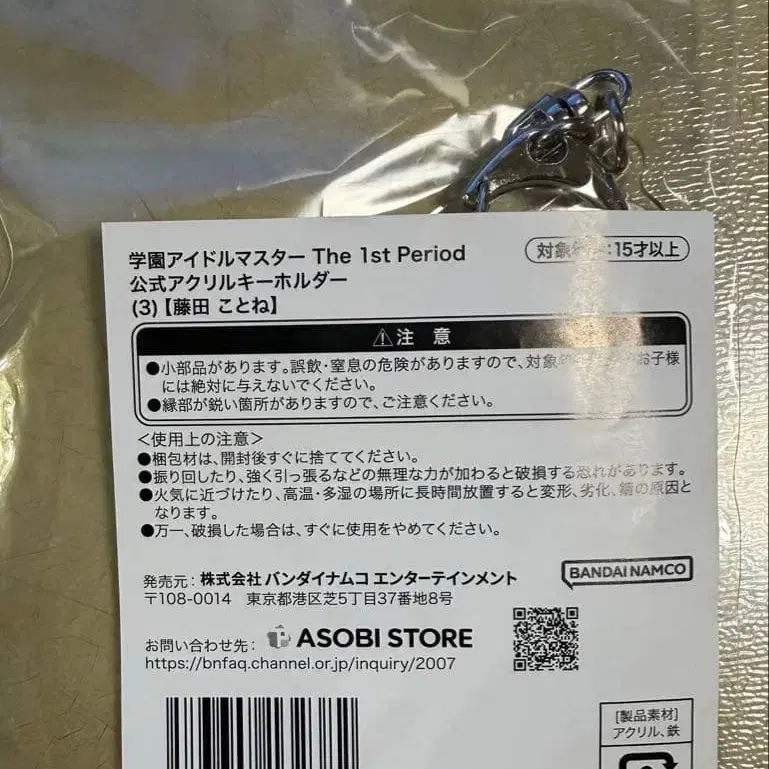 学園アイドルマスター The 1st Period
対象年齢:15才以上
公式アクリルキーホルダー
(3)【藤田 ことね】
⚠注 意
●小部品があります。誤飲・窒息の危険がありますので、対象 お子様
には絶対に与えないでください。
●縁部が鋭い箇所がありますので、ご注意ください。
<使用上の注意>
●梱包材は、開封後すぐに捨ててください。
●振り回したり、強く引っ張るなどの無理な力が加わると破損する恐れがあります。
●火気に近づけたり、高温・多湿の場所に長時間放置すると変形、劣化、錆の原因と
なります。
●万一、破損した場合は、すぐに使用をやめてください。
発売元:株式会社バンダイナムコエンターテインメント
〒108-0014 東京都港区芝5丁目37番地8号
BANDAI NAMCO
お問い合わせ先: ASOBI STORE
https://bnfaq.channel.or.jp/inquiry/2007
[製品素材]
アクリル、鉄